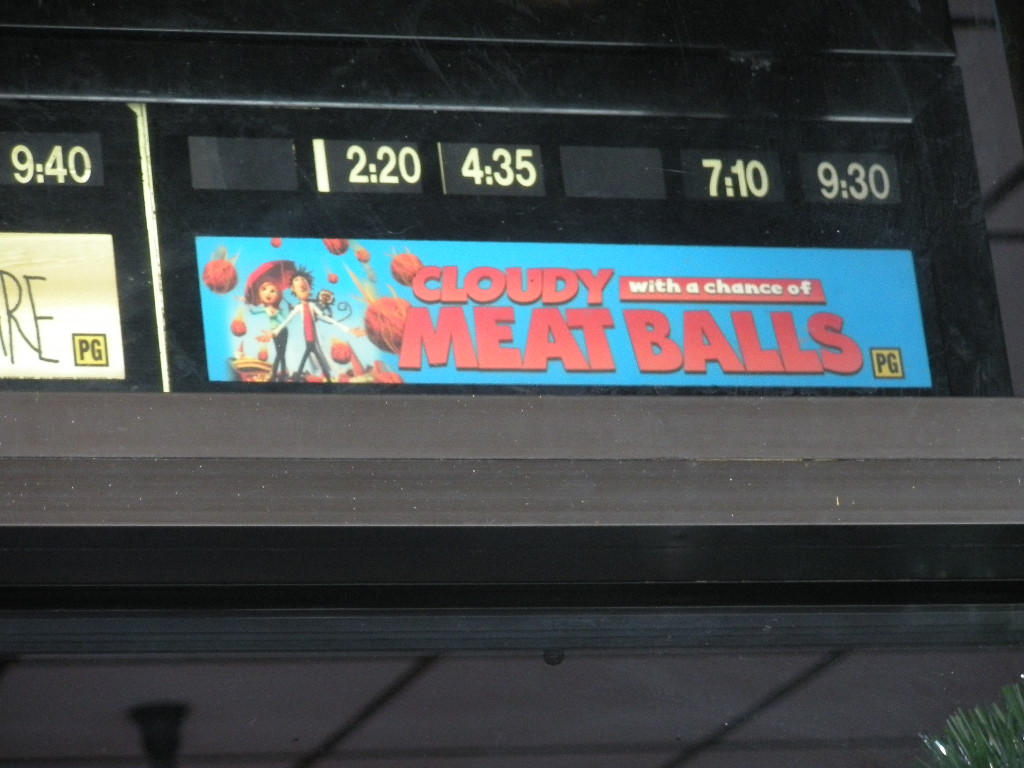 9:40
2:20 4:35 7:10 9:30
RE
PG
CLOUDY with a chance of
MEAT BALLS
PG